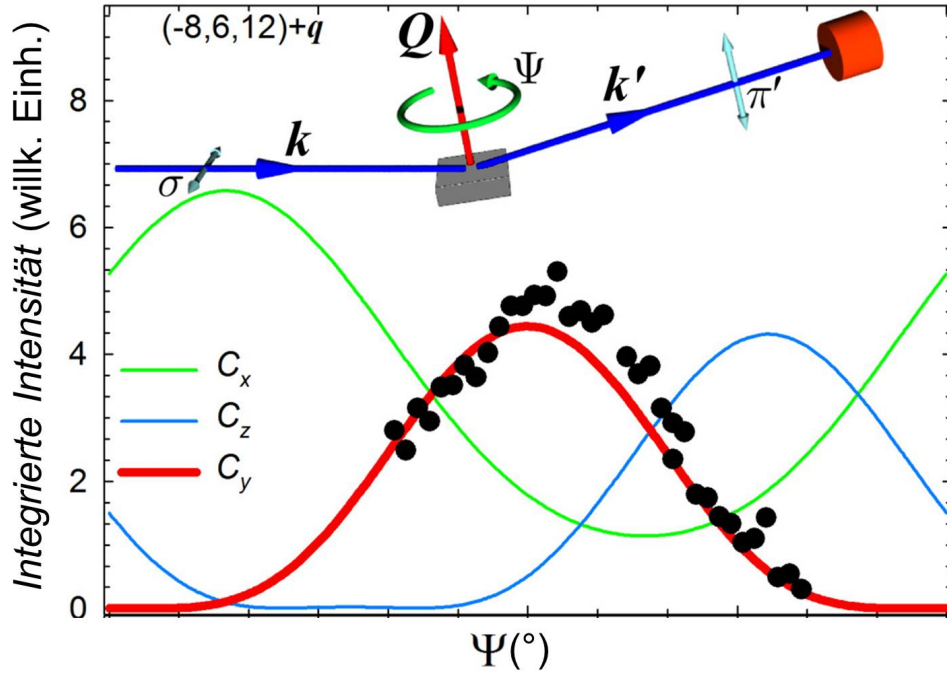 (-8,6,12)+q
Q
Ψ
k
k′
π′
σ
Integrierte Intensität (willk. Einh.)
8
6
4
2
0
Cx
Cz
Cy
Ψ(°)